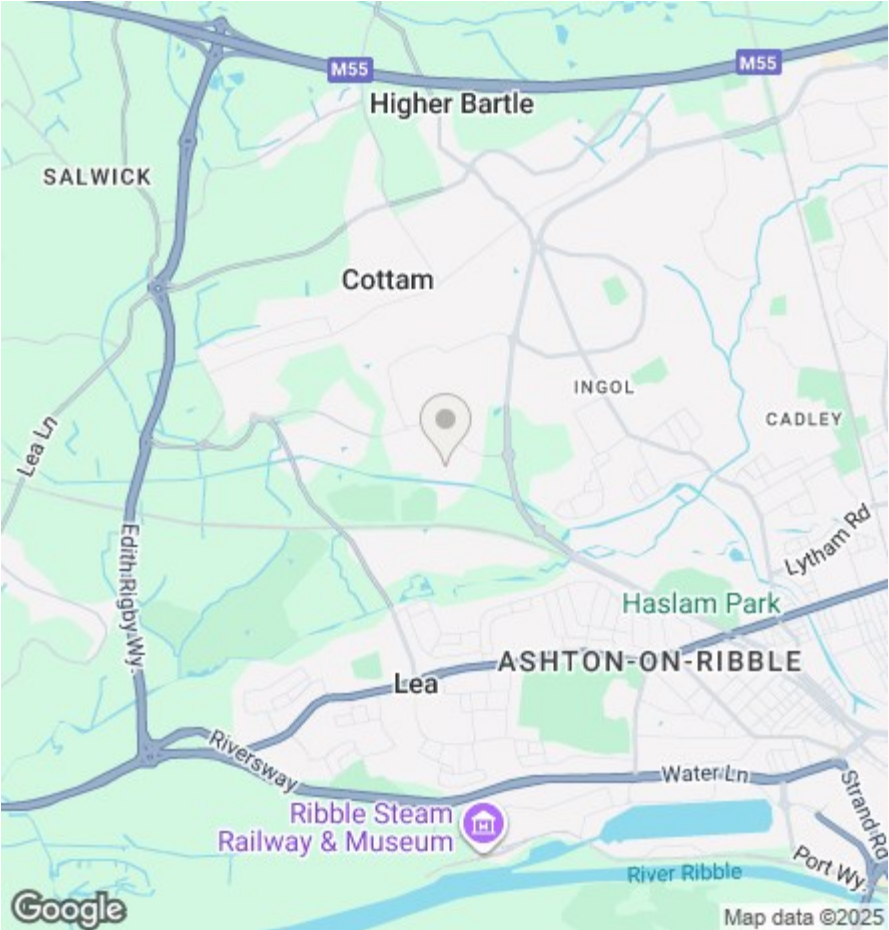 M55
M55
Higher Bartle
SALWICK
Cottam
INGOL
CADLEY
Lea Ln
Edith Rigby Wy.
Lytham Rd
Haslam Park
ASHTON-ON-RIBBLE
Lea
Riversway
Water Ln
Strand Rd
Ribble Steam
Railway & Museum
Port Wy.
River Ribble
Google
Map data ©2025